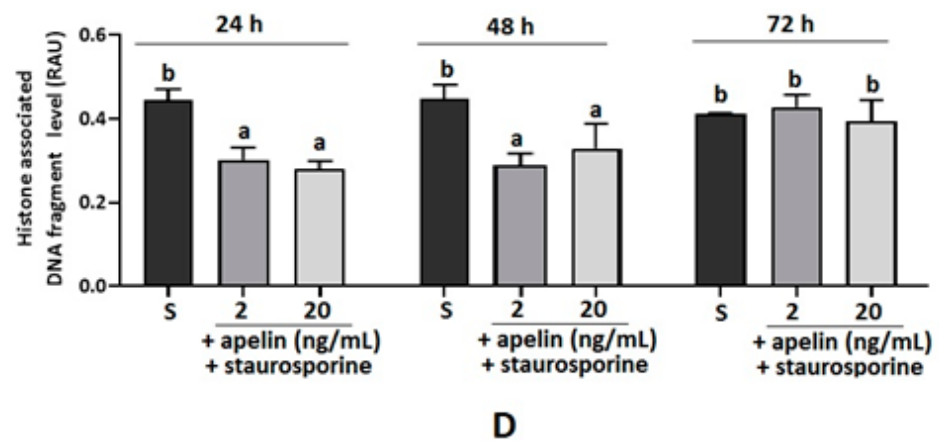 24 h 48 h 72 h
Histone associated
DNA fragment level (RAU)
0.6
0.4
0.2
0.0
b a a b a a b b b
S 2 20 S 2 20 S 2 20
+ apelin (ng/mL) + apelin (ng/mL) + apelin (ng/mL)
+ staurosporine + staurosporine + staurosporine
D